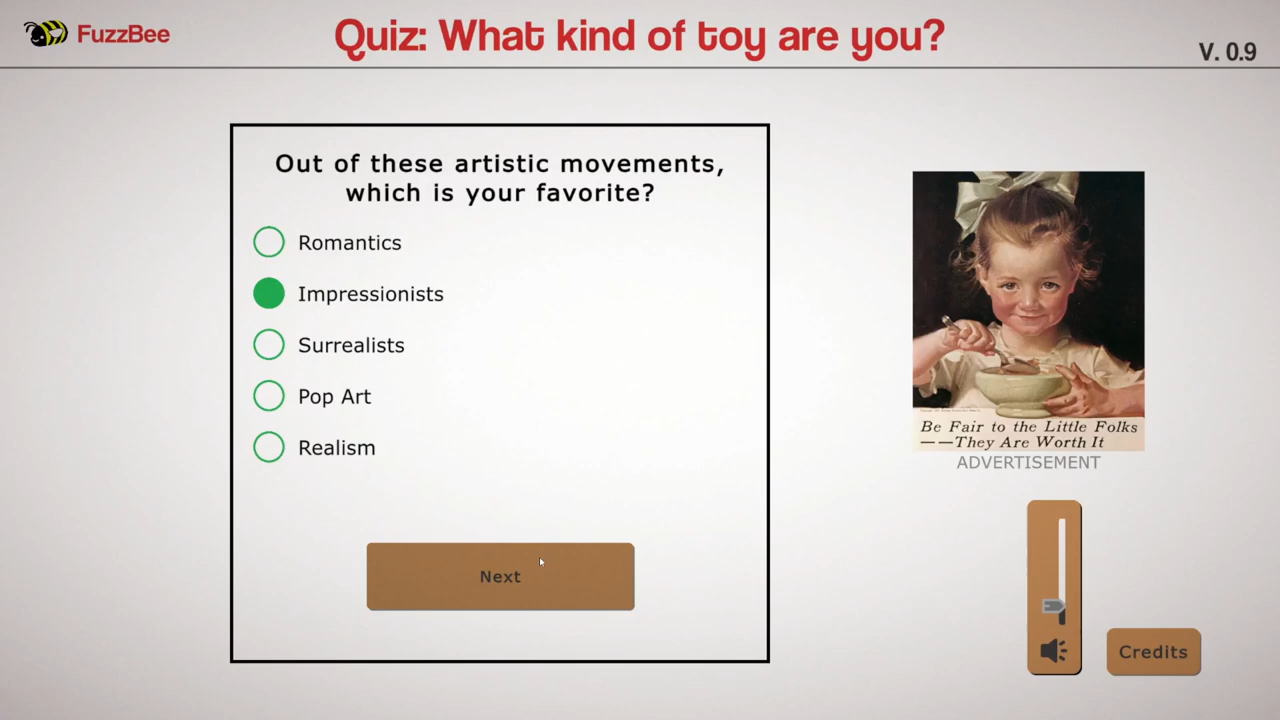 FuzzBee
Quiz: What kind of toy are you?
V. 0.9
Out of these artistic movements,
which is your favorite?
Romantics
Impressionists
Surrealists
Pop Art
Realism
Next
Be Fair to the Little Folks
——They Are Worth It
ADVERTISEMENT
Credits